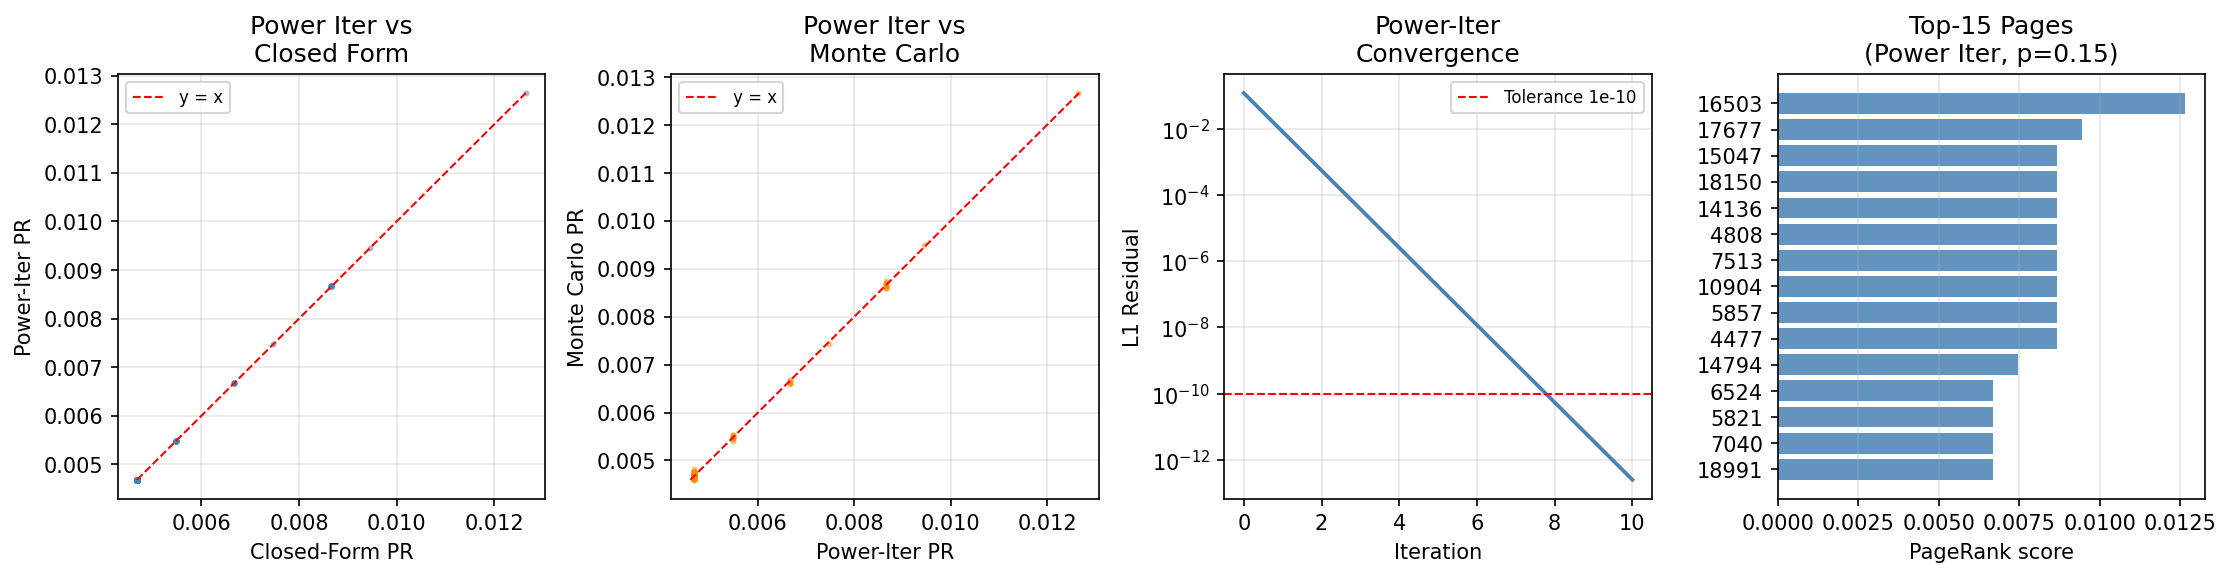 Power Iter vs
Closed Form
0.013
0.012
0.011
0.010
0.009
0.008
0.007
0.006
0.005
Power-Iter PR
y = x
0.006 0.008 0.010 0.012
Closed-Form PR
Power Iter vs
Monte Carlo
0.013
0.012
0.011
0.010
0.009
0.008
0.007
0.006
0.005
Monte Carlo PR
y = x
0.006 0.008 0.010 0.012
Power-Iter PR
Power-Iter
Convergence
10⁻²
10⁻⁴
10⁻⁶
10⁻⁸
10⁻¹⁰
10⁻¹²
L1 Residual
Tolerance 1e-10
0 2 4 6 8 10
Iteration
Top-15 Pages
(Power Iter, p=0.15)
16503
17677
15047
18150
14136
4808
7513
10904
5857
4477
14794
6524
5821
7040
18991
0.0000 0.0025 0.0050 0.0075 0.0100 0.0125
PageRank score